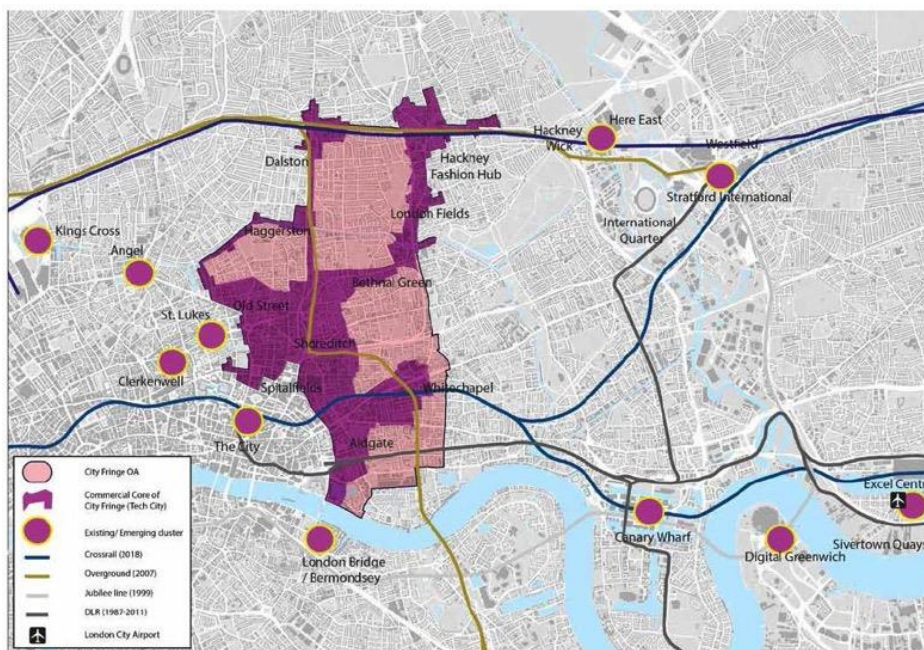 Here East
Hackney
Wick
Westfield
Dalston
Hackney
Fashion Hub
Stratford International
London Fields
International
Quarter
Kings Cross
Haggerston
Angel
Bethnal Green
Old Street
St. Lukes
Shoreditch
Clerkenwell
Spitalfields
Whitechapel
The City
Aldgate
Excel Cent
Canary Wharf
Digital Greenwich
Silvertown Quays
London Bridge
/ Bermondsey
City Fringe OA
Commercial Core of
City Fringe (Tech City)
Existing/ Emerging cluster
Crossrail (2018)
Overground (2007)
Jubilee line (1999)
DLR (1987-2011)
London City Airport